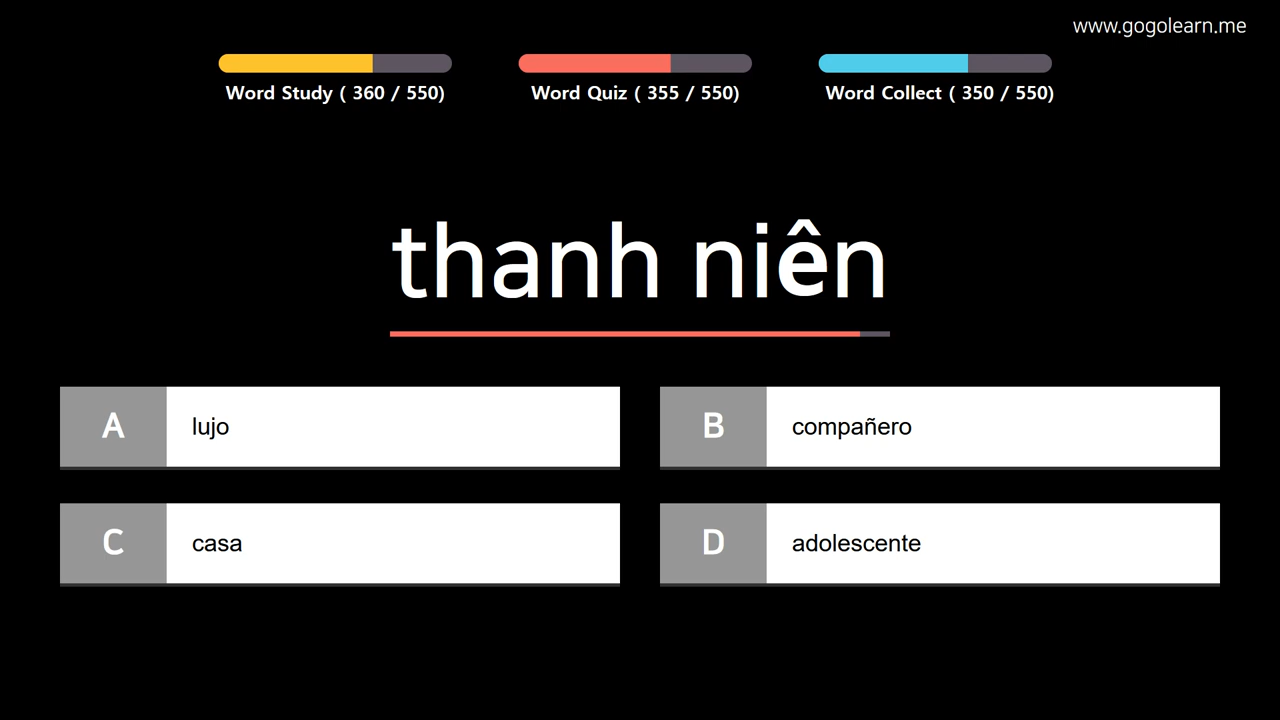 www.gogolearn.me
Word Study ( 360 / 550)
Word Quiz ( 355 / 550)
Word Collect ( 350 / 550)
thanh niên
A lujo
B compañero
C casa
D adolescente